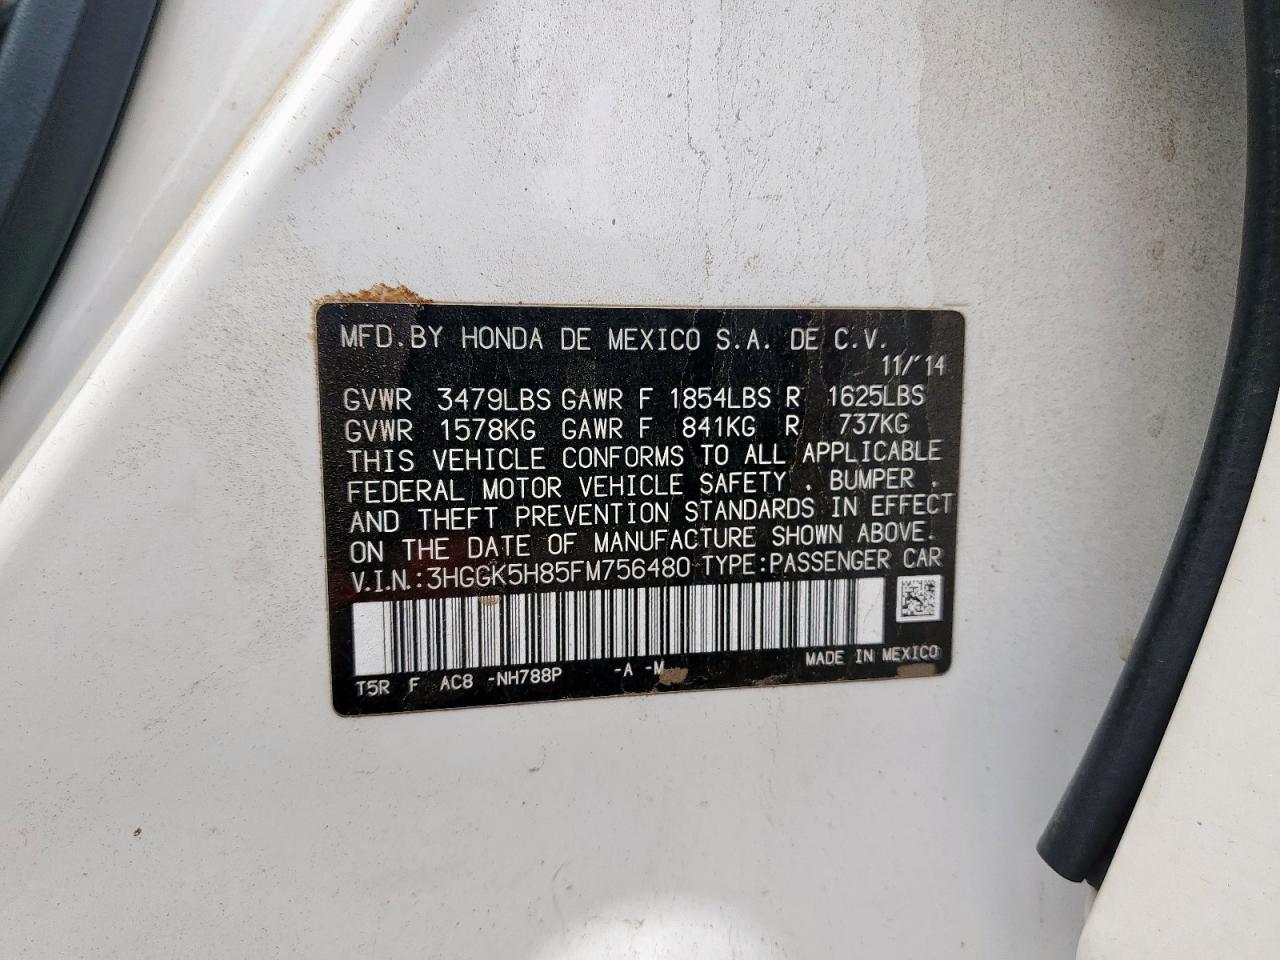 MFD. BY HONDA DE MEXICO S.A. DE C.V.
11/'14
GVWR 3479LBS GAWR F 1854LBS R 1625LBS
GVWR 1578KG GAWR F 841KG R 737KG
THIS VEHICLE CONFORMS TO ALL APPLICABLE
FEDERAL MOTOR VEHICLE SAFETY , BUMPER ,
AND THEFT PREVENTION STANDARDS IN EFFECT
ON THE DATE OF MANUFACTURE SHOWN ABOVE.
V.I.N.:3HGGK5H85FM756480 TYPE:PASSENGER CAR
MADE IN MEXICO
T5R F AC8 -NH788P -A -M